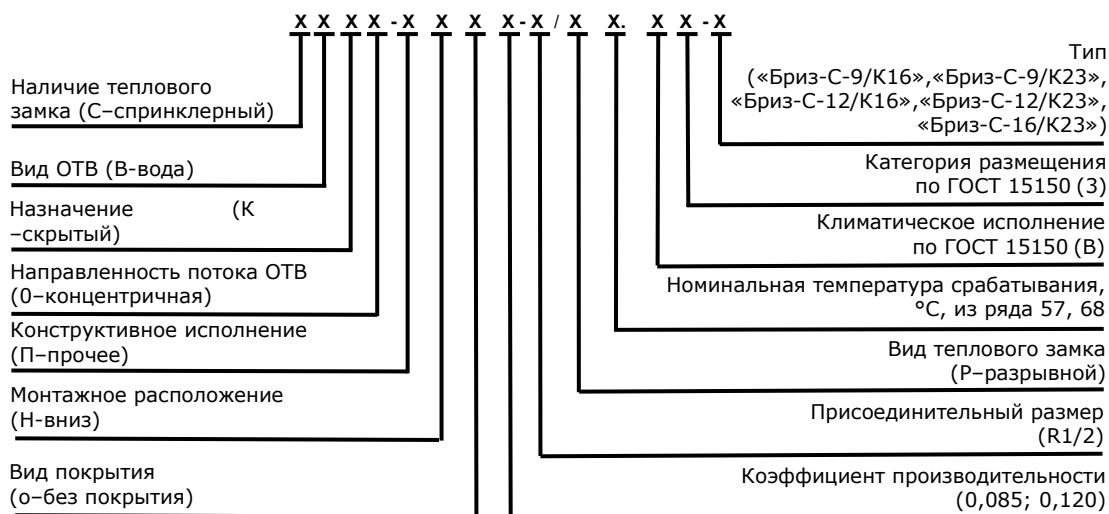 X X X X - X X X X - X / X X. X X - X
Наличие теплового
замка (С–спринклерный)
Вид ОТВ (В-вода)
Назначение (К
–скрытый)
Направленность потока ОТВ
(0–концентричная)
Конструктивное исполнение
(П–прочее)
Монтажное расположение
(Н-вниз)
Вид покрытия
(о–без покрытия)
Тип
(«Бриз-С-9/К16»,«Бриз-С-9/К23»,
«Бриз-С-12/К16»,«Бриз-С-12/К23»,
«Бриз-С-16/К23»)
Категория размещения
по ГОСТ 15150 (3)
Климатическое исполнение
по ГОСТ 15150 (В)
Номинальная температура срабатывания,
°С, из ряда 57, 68
Вид теплового замка
(Р–разрывной)
Присоединительный размер
(R1/2)
Коэффициент производительности
(0,085; 0,120)